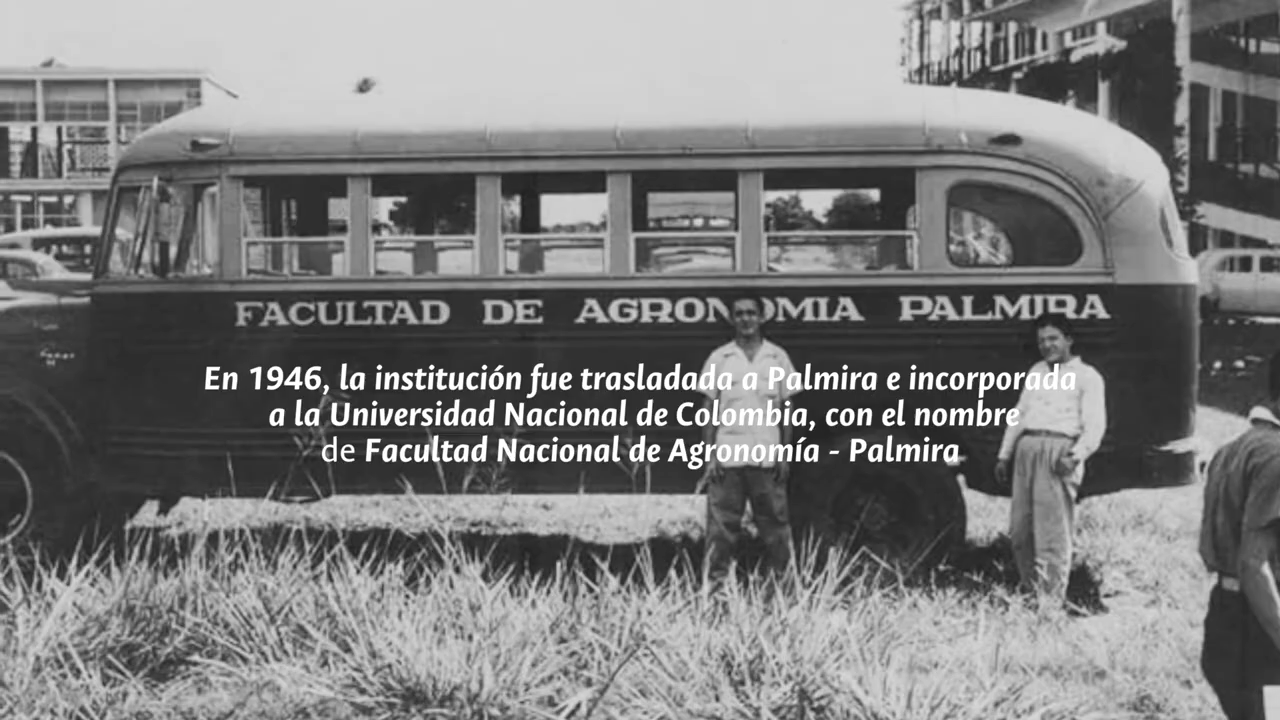 FACULTAD DE AGRONOMIA PALMIRA
En 1946, la institución fue trasladada a Palmira e incorporada
a la Universidad Nacional de Colombia, con el nombre
de Facultad Nacional de Agronomía - Palmira